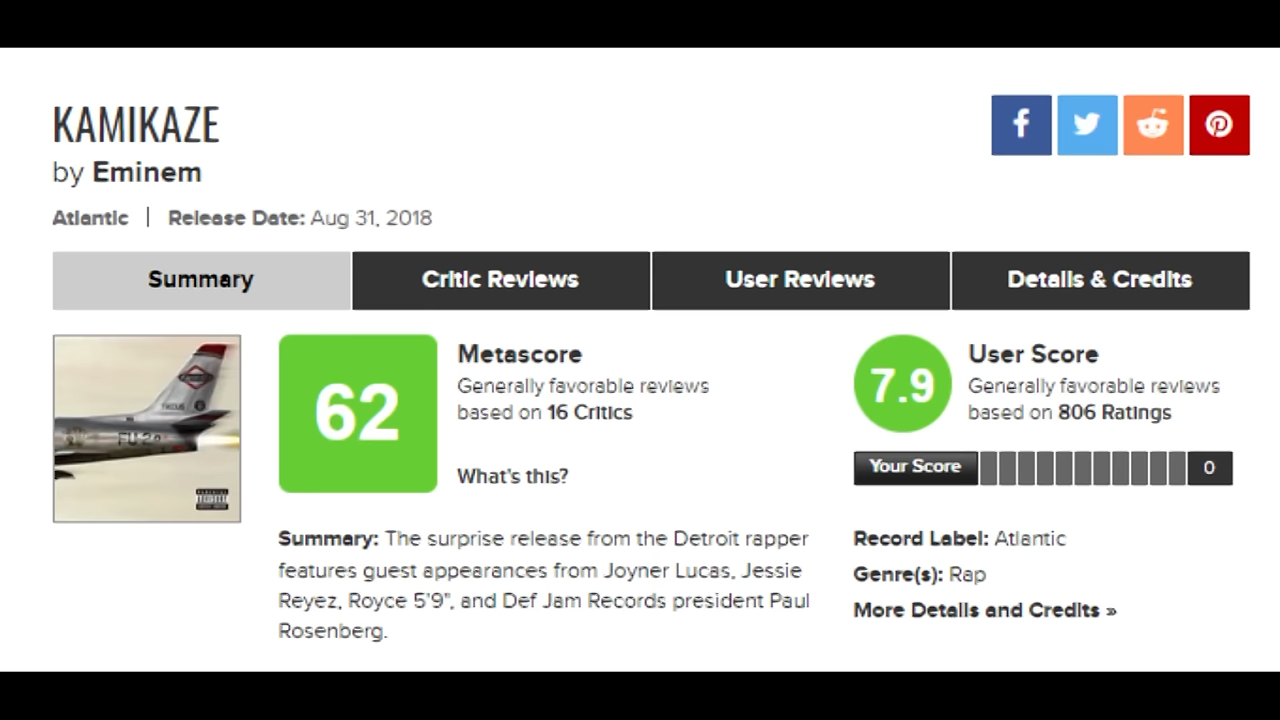 KAMIKAZE
by Eminem
Atlantic | Release Date: Aug 31, 2018
Summary
Critic Reviews
User Reviews
Details & Credits
FU-2
62
Metascore
Generally favorable reviews
based on 16 Critics
What's this?
7.9
User Score
Generally favorable reviews
based on 806 Ratings
Your Score
0
Summary: The surprise release from the Detroit rapper
features guest appearances from Joyner Lucas, Jessie
Reyez, Royce 5'9", and Def Jam Records president Paul
Rosenberg.
Record Label: Atlantic
Genre(s): Rap
More Details and Credits »